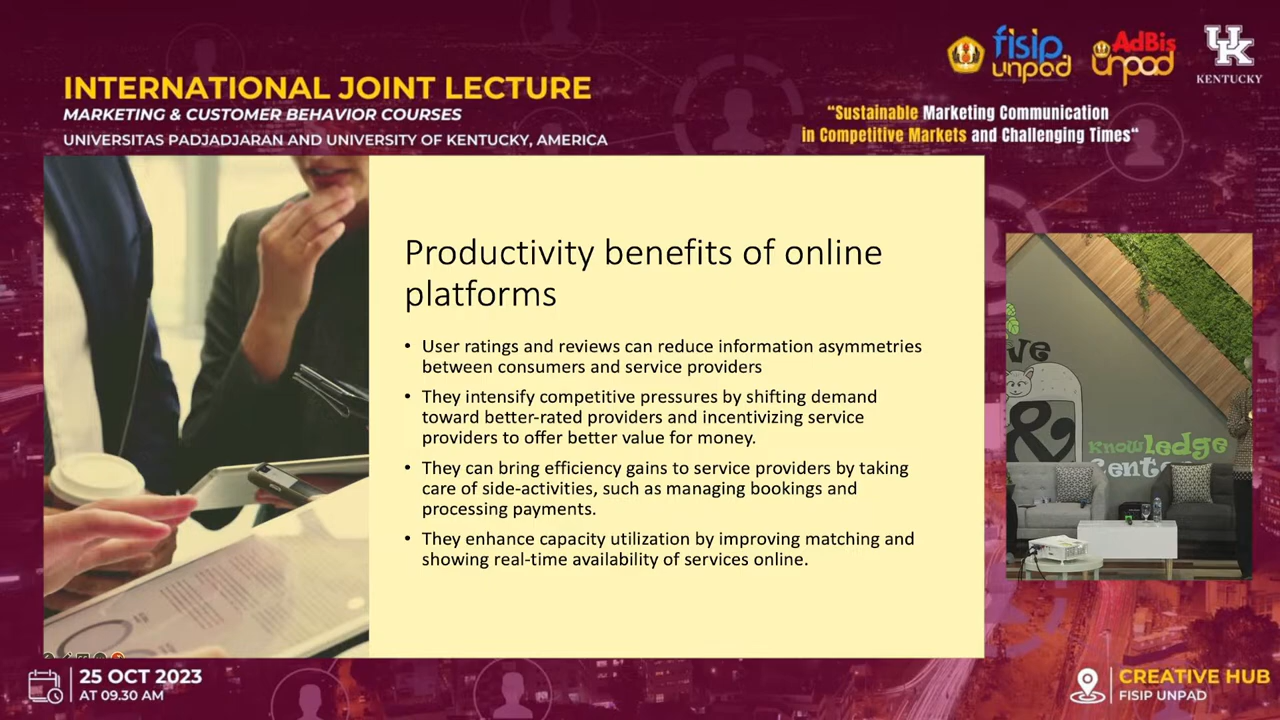 INTERNATIONAL JOINT LECTURE
MARKETING & CUSTOMER BEHAVIOR COURSES
UNIVERSITAS PADJADJARAN AND UNIVERSITY OF KENTUCKY, AMERICA
fisip
unpad
AdBis
unpad
UK
KENTUCKY
“Sustainable Marketing Communication
in Competitive Markets and Challenging Times“
Productivity benefits of online
platforms
• User ratings and reviews can reduce information asymmetries
between consumers and service providers
• They intensify competitive pressures by shifting demand
toward better-rated providers and incentivizing service
providers to offer better value for money.
• They can bring efficiency gains to service providers by taking
care of side-activities, such as managing bookings and
processing payments.
• They enhance capacity utilization by improving matching and
showing real-time availability of services online.
&
Knowledge
25 OCT 2023
AT 09.30 AM
CREATIVE HUB
FISIP UNPAD